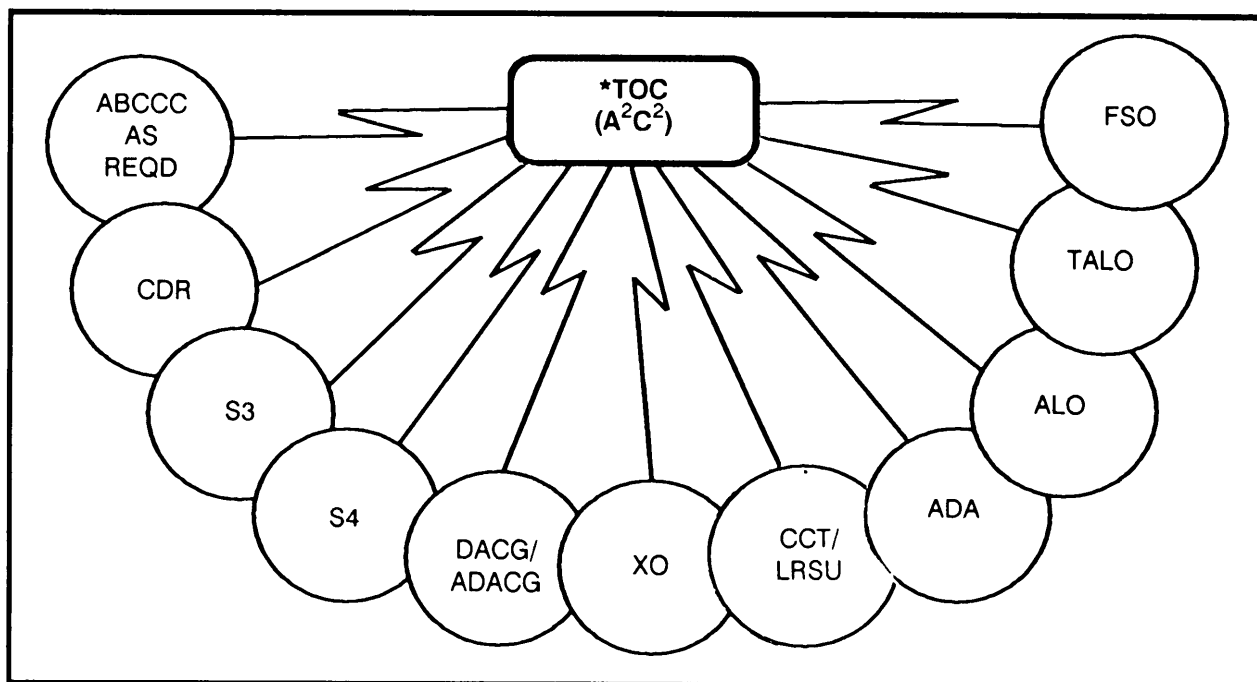 *TOC
(A²C²)
ABCCC
AS
REQD
CDR
S3
S4
DACG/
ADACG
XO
CCT/
LRSU
ADA
ALO
TALO
FSO